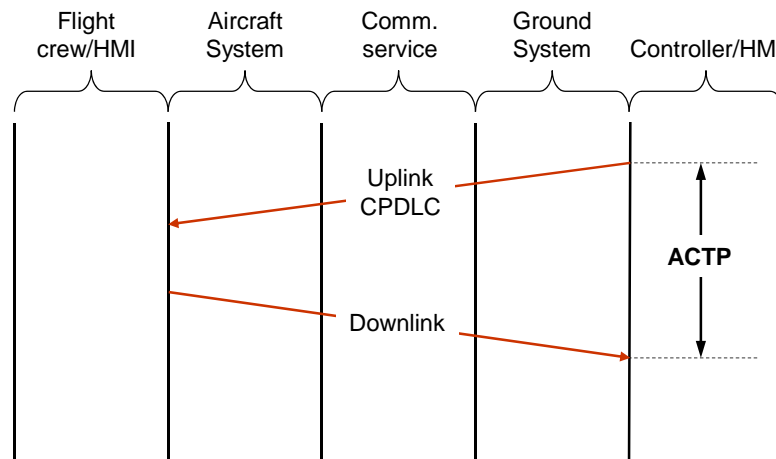 Flight
crew/HMI
Aircraft
System
Comm.
service
Ground
System
Controller/HM
Uplink
CPDLC
ACTP
Downlink